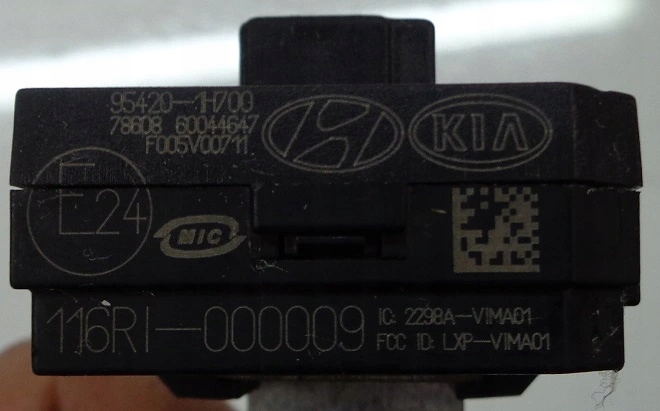 95420-1H700
78608 60044647
F005V00711
KIA
E24
MIC
116RI-000009
IC: 2298A-VIMA01
FCC ID: LXP-VIMA01